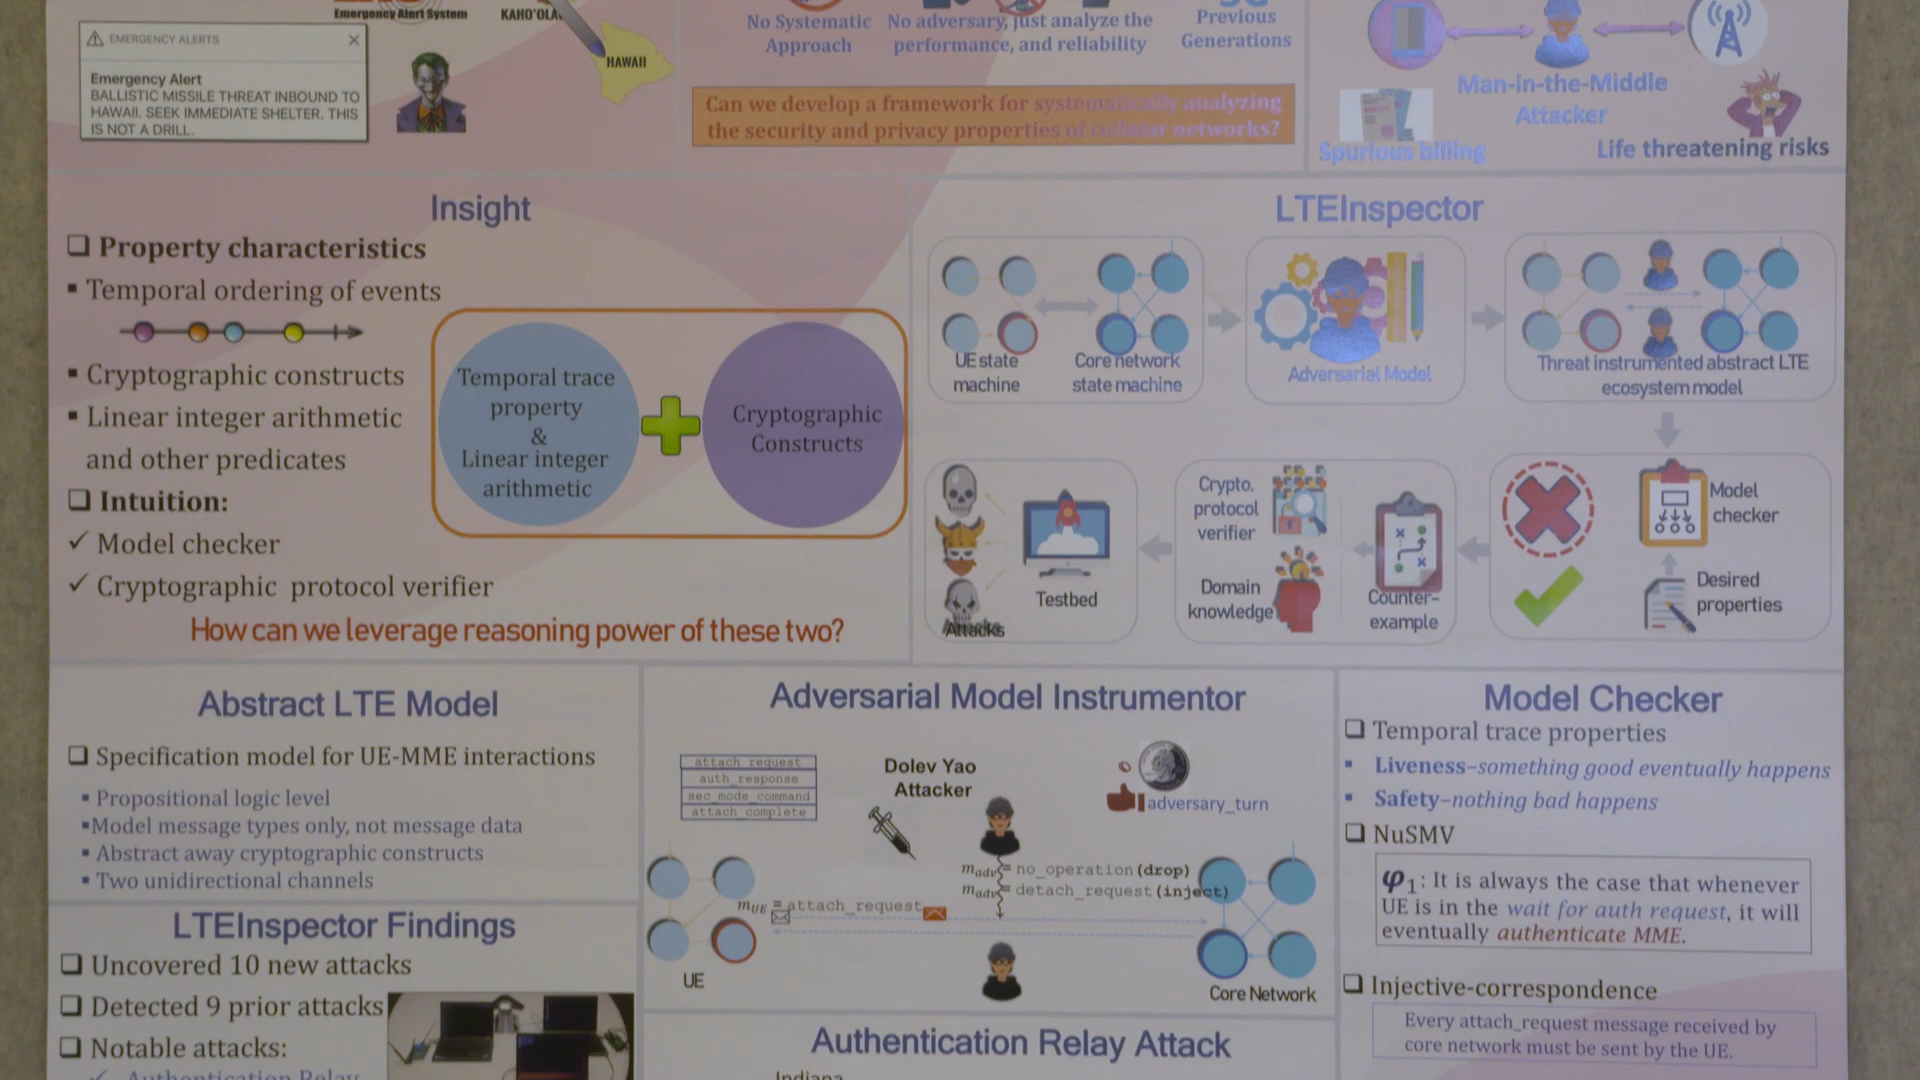 Emergency Alert System
EMERGENCY ALERTS
Emergency Alert
BALLISTIC MISSILE THREAT INBOUND TO
HAWAII. SEEK IMMEDIATE SHELTER. THIS
IS NOT A DRILL.
HAWAII
No Systematic
Approach
No adversary, just analyze the
performance, and reliability
Previous
Generations
Can we develop a framework for systematically analyzing
the security and privacy properties of cellular networks?
Man-in-the-Middle
Attacker
Spurious billing
Life threatening risks
Insight
❑ Property characteristics
▪ Temporal ordering of events
▪ Cryptographic constructs
▪ Linear integer arithmetic
and other predicates
❑ Intuition:
✓ Model checker
✓ Cryptographic protocol verifier
Temporal trace
property
&
Linear integer
arithmetic
Cryptographic
Constructs
How can we leverage reasoning power of these two?
LTEInspector
UE state
machine
Core network
state machine
Adversarial Model
Threat instrumented abstract LTE
ecosystem model
Attacks
Testbed
Crypto.
protocol
verifier
Domain
knowledge
Counter-
example
Model
checker
Desired
properties
Abstract LTE Model
❑ Specification model for UE-MME interactions
▪ Propositional logic level
▪Model message types only, not message data
▪ Abstract away cryptographic constructs
▪ Two unidirectional channels
LTEInspector Findings
❑ Uncovered 10 new attacks
❑ Detected 9 prior attacks
❑ Notable attacks:
✓ Authentication Relay
Adversarial Model Instrumentor
attach_request
auth_response
sec_mode_command
attach_complete
Dolev Yao
Attacker
adversary_turn
m_adv = no_operation (drop)
m_adv = detach_request (inject)
m_UE = attach_request
UE
Core Network
Authentication Relay Attack
Indiana
Model Checker
❑ Temporal trace properties
▪ Liveness–something good eventually happens
▪ Safety–nothing bad happens
❑ NuSMV
φ1: It is always the case that whenever
UE is in the wait for auth request, it will
eventually authenticate MME.
❑ Injective-correspondence
Every attach_request message received by
core network must be sent by the UE.